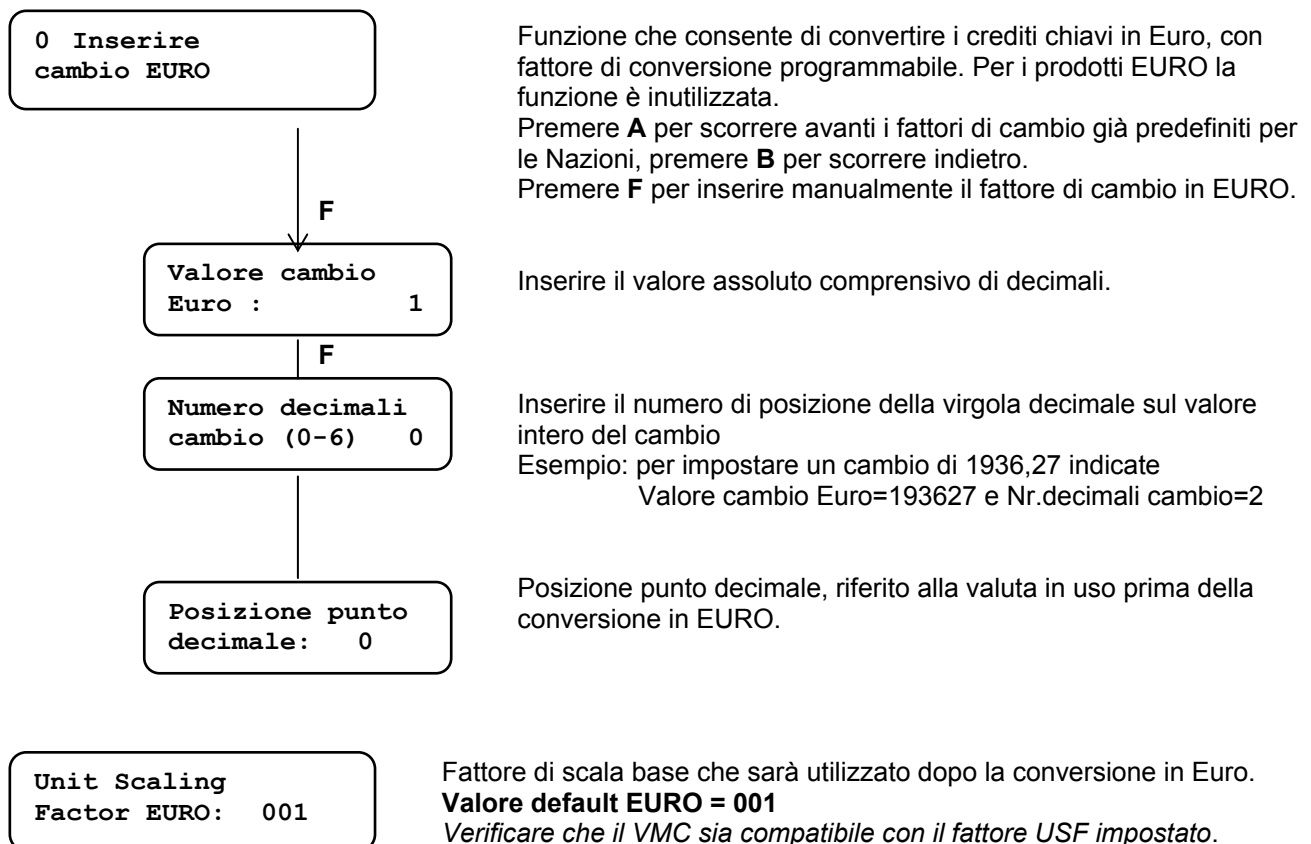 0 Inserire
cambio EURO
Funzione che consente di convertire i crediti chiavi in Euro, con
fattore di conversione programmabile. Per i prodotti EURO la
funzione è inutilizzata.
Premere A per scorrere avanti i fattori di cambio già predefiniti per
le Nazioni, premere B per scorrere indietro.
Premere F per inserire manualmente il fattore di cambio in EURO.
F
Valore cambio
Euro : 1
Inserire il valore assoluto comprensivo di decimali.
F
Numero decimali
cambio (0-6) 0
Inserire il numero di posizione della virgola decimale sul valore
intero del cambio
Esempio: per impostare un cambio di 1936,27 indicate
Valore cambio Euro=193627 e Nr.decimali cambio=2
Posizione punto
decimale: 0
Posizione punto decimale, riferito alla valuta in uso prima della
conversione in EURO.
Unit Scaling
Factor EURO: 001
Fattore di scala base che sarà utilizzato dopo la conversione in Euro.
Valore default EURO = 001
Verificare che il VMC sia compatibile con il fattore USF impostato.